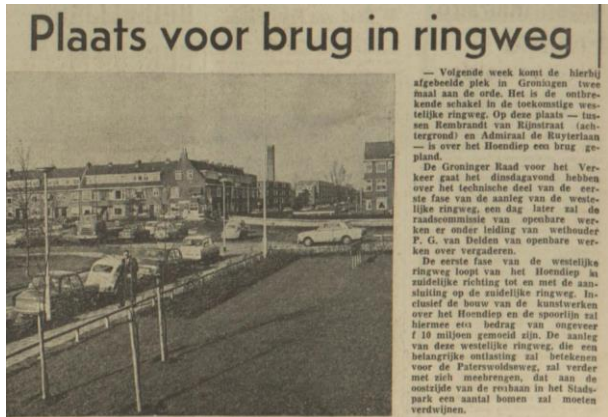 Plaats voor brug in ringweg
— Volgende week komt de hierbij
afgebeelde plek in Groningen twee
maal aan de orde. Het is de ontbre-
kende schakel in de toekomstige wes-
telijke ringweg. Op deze plaats — tus-
sen Rembrandt van Rijnstraat (ach-
tergrond) en Admiraal de Ruyterlaan
— is over het Hoendiep een brug ge-
pland.
De Groninger Raad voor het Ver-
keer gaat het dinsdagavond hebben
over het technische deel van de eer-
ste fase van de aanleg van de weste-
lijke ringweg, een dag later zal de
raadscommissie van openbare wer-
ken er onder leiding van wethouder
P. G. van Delden van openbare wer-
ken over vergaderen.
De eerste fase van de westelijke
ringweg loopt van het Hoendiep in
zuidelijke richting tot en met de aan-
sluiting op de zuidelijke ringweg. In-
clusief de bouw van de kunstwerken
over het Hoendiep en de spoorlijn zal
hiermee een bedrag van ongeveer
f 10 miljoen gemoeid zijn. De aanleg
van deze westelijke ringweg, die een
belangrijke ontlasting zal betekenen
voor de Paterswoldseweg, zal verder
met zich meebrengen, dat aan de
oostzijde van de renbaan in het Stads-
park een aantal bomen zal moeten
verdwijnen.